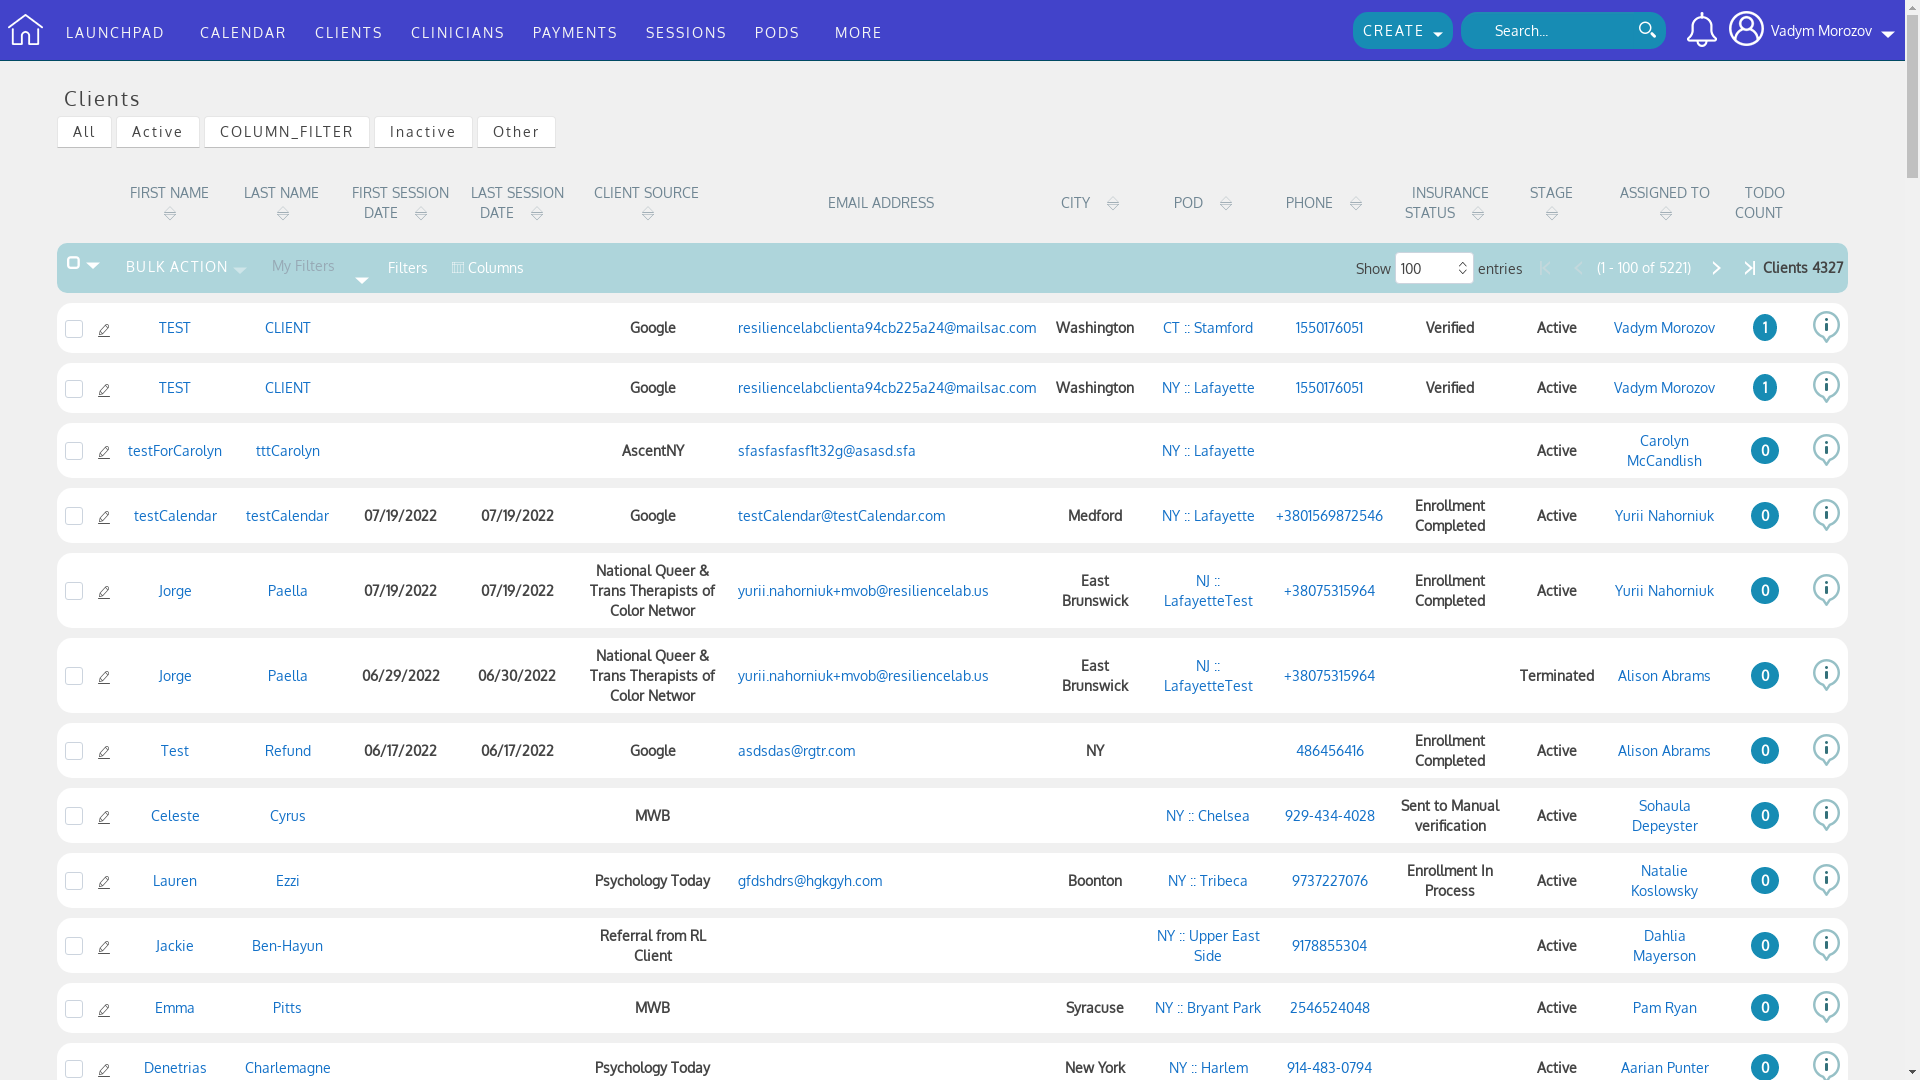 LAUNCHPAD CALENDAR CLIENTS CLINICIANS PAYMENTS SESSIONS PODS MORE CREATE Search... Vadym Morozov
Clients
All Active COLUMN_FILTER Inactive Other
FIRST NAME LAST NAME FIRST SESSION DATE LAST SESSION DATE CLIENT SOURCE EMAIL ADDRESS CITY POD PHONE INSURANCE STATUS STAGE ASSIGNED TO TODO COUNT
BULK ACTION My Filters Filters Columns Show 100 entries (1 - 100 of 5221) Clients 4327
TEST CLIENT Google resiliencelabclienta94cb225a24@mailsac.com Washington CT :: Stamford 1550176051 Verified Active Vadym Morozov 1
TEST CLIENT Google resiliencelabclienta94cb225a24@mailsac.com Washington NY :: Lafayette 1550176051 Verified Active Vadym Morozov 1
testForCarolyn tttCarolyn AscentNY sfasfasfasf1t32g@asasd.sfa NY :: Lafayette Active Carolyn McCandlish 0
testCalendar testCalendar 07/19/2022 07/19/2022 Google testCalendar@testCalendar.com Medford NY :: Lafayette +3801569872546 Enrollment Completed Active Yurii Nahorniuk 0
Jorge Paella 07/19/2022 07/19/2022 National Queer & Trans Therapists of Color Networ yurii.nahorniuk+mvob@resiliencelab.us East Brunswick NJ :: LafayetteTest +38075315964 Enrollment Completed Active Yurii Nahorniuk 0
Jorge Paella 06/29/2022 06/30/2022 National Queer & Trans Therapists of Color Networ yurii.nahorniuk+mvob@resiliencelab.us East Brunswick NJ :: LafayetteTest +38075315964 Terminated Alison Abrams 0
Test Refund 06/17/2022 06/17/2022 Google asdsdas@rgtr.com NY 486456416 Enrollment Completed Active Alison Abrams 0
Celeste Cyrus MWB NY :: Chelsea 929-434-4028 Sent to Manual verification Active Sohaula Depeyster 0
Lauren Ezzi Psychology Today gfdshdrs@hgkgyh.com Boonton NY :: Tribeca 9737227076 Enrollment In Process Active Natalie Koslowsky 0
Jackie Ben-Hayun Referral from RL Client NY :: Upper East Side 9178855304 Active Dahlia Mayerson 0
Emma Pitts MWB Syracuse NY :: Bryant Park 2546524048 Active Pam Ryan 0
Denetrias Charlemagne Psychology Today New York NY :: Harlem 914-483-0794 Active Aarian Punter 0